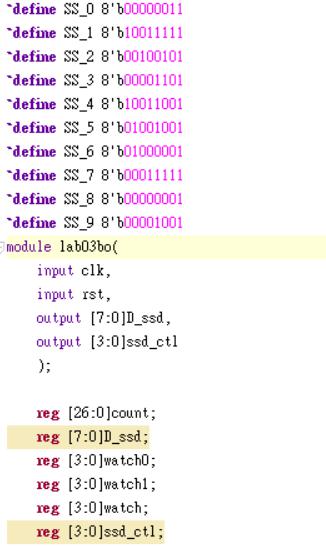 `define SS_0 8'b00000011
`define SS_1 8'b10011111
`define SS_2 8'b00100101
`define SS_3 8'b00001101
`define SS_4 8'b10011001
`define SS_5 8'b01001001
`define SS_6 8'b01000001
`define SS_7 8'b00011111
`define SS_8 8'b00000001
`define SS_9 8'b00001001
module lab03bo(
input clk,
input rst,
output [7:0]D_ssd,
output [3:0]ssd_ctl
);
reg [26:0]count;
reg [7:0]D_ssd;
reg [3:0]watch0;
reg [3:0]watch1;
reg [3:0]watch;
reg [3:0]ssd_ctl;